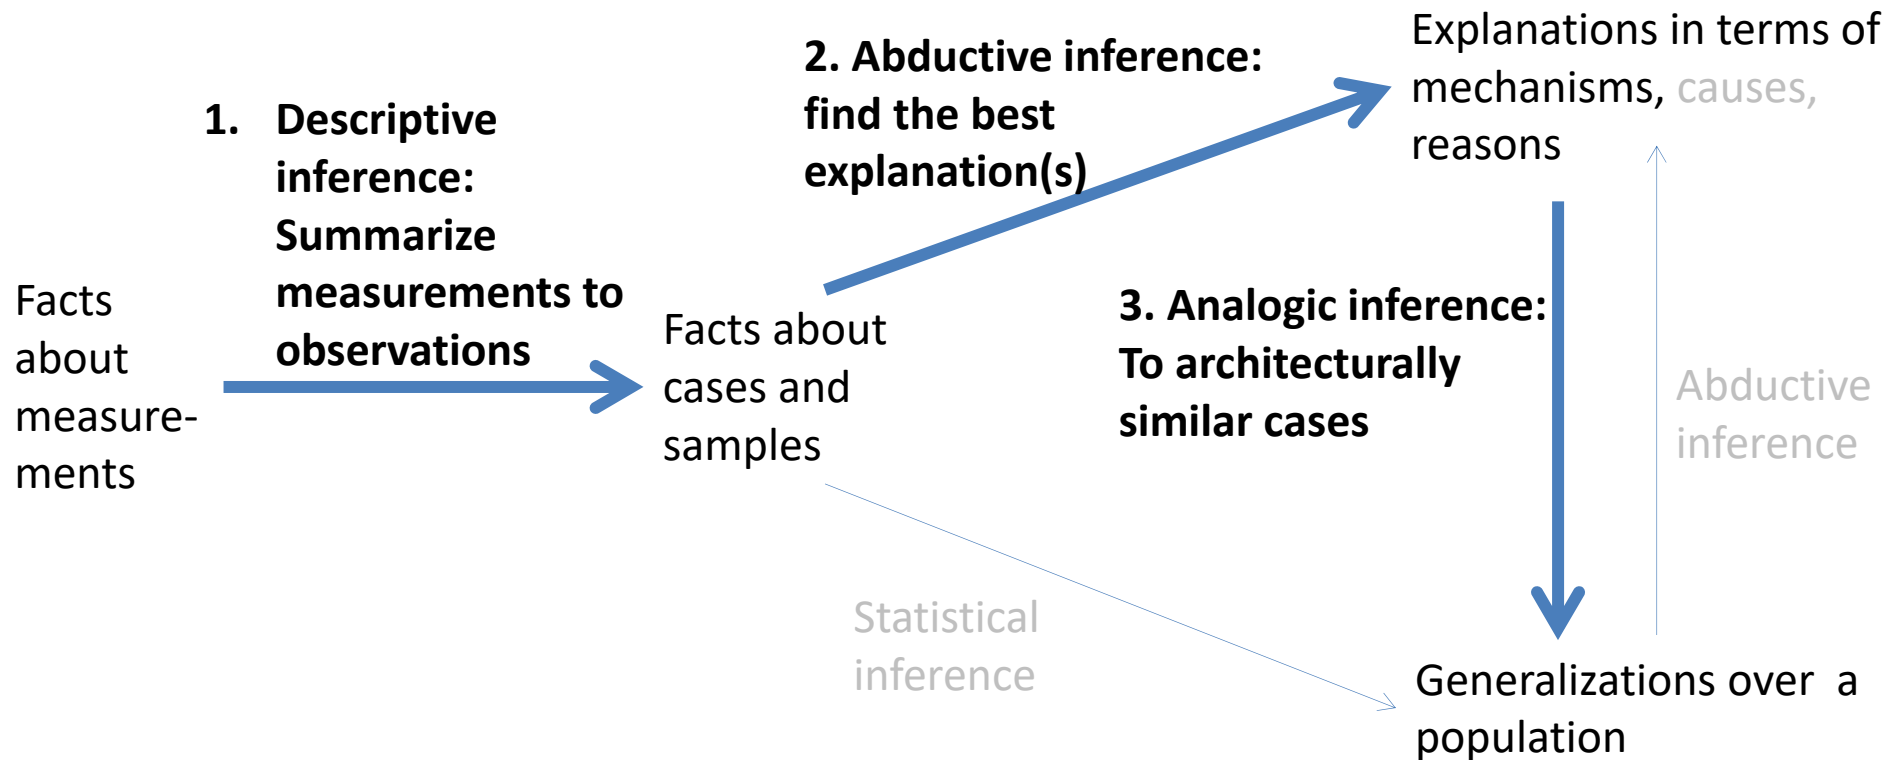 Facts
about
measure-
ments
1. Descriptive
inference:
Summarize
measurements to
observations
Facts about
cases and
samples
2. Abductive inference:
find the best
explanation(s)
Explanations in terms of
mechanisms, causes,
reasons
3. Analogic inference:
To architecturally
similar cases
Abductive
inference
Statistical
inference
Generalizations over a
population